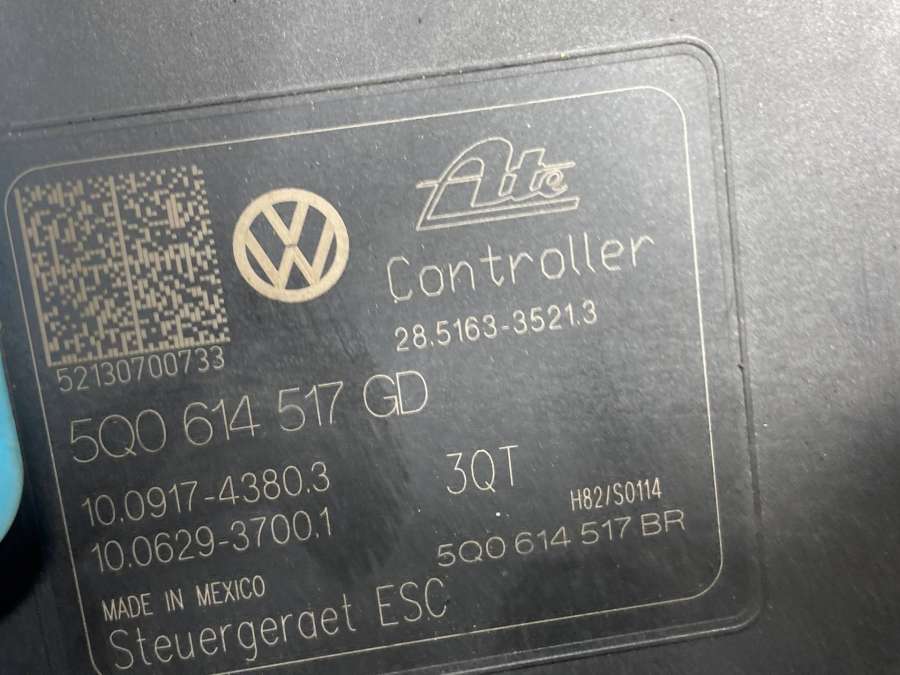 Ate
Controller
28.5163-3521.3
52130700733
5Q0 614 517 GD
10.0917-4380.3
3QT
H82/S0114
10.0629-3700.1
5Q0 614 517 BR
MADE IN MEXICO
Steuergeraet ESC